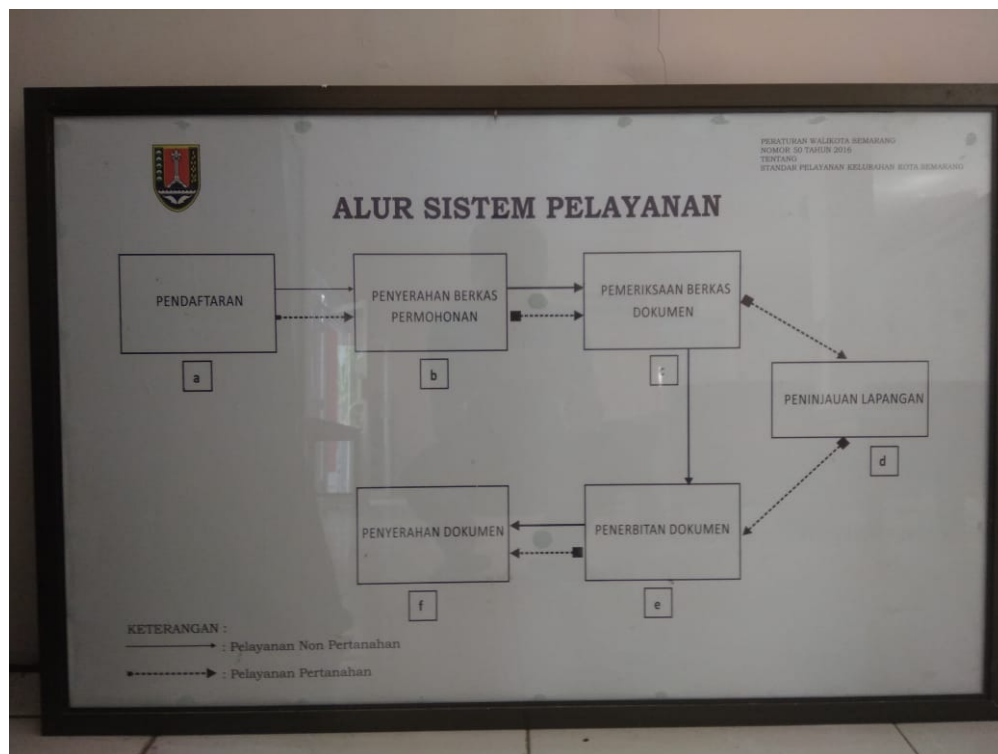 PERATURAN WALIKOTA SEMARANG
NOMOR 50 TAHUN 2016
TENTANG
STANDAR PELAYANAN KELURAHAN KOTA SEMARANG
ALUR SISTEM PELAYANAN
PENDAFTARAN
a
PENYERAHAN BERKAS
PERMOHONAN
b
PEMERIKSAAN BERKAS
DOKUMEN
c
PENINJAUAN LAPANGAN
d
PENERBITAN DOKUMEN
e
PENYERAHAN DOKUMEN
f
KETERANGAN :
: Pelayanan Non Pertanahan
: Pelayanan Pertanahan